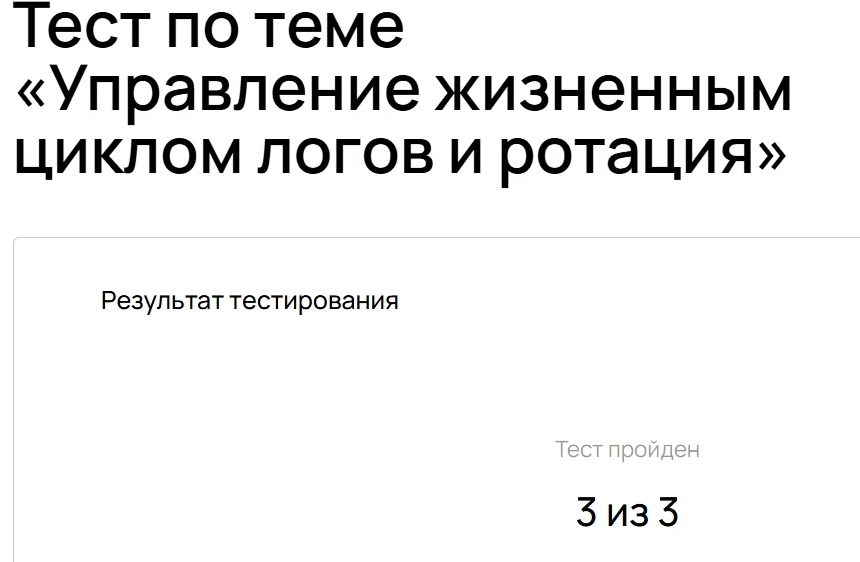 Тест по теме
«Управление жизненным
циклом логов и ротация»
Результат тестирования
Тест пройден
3 из 3